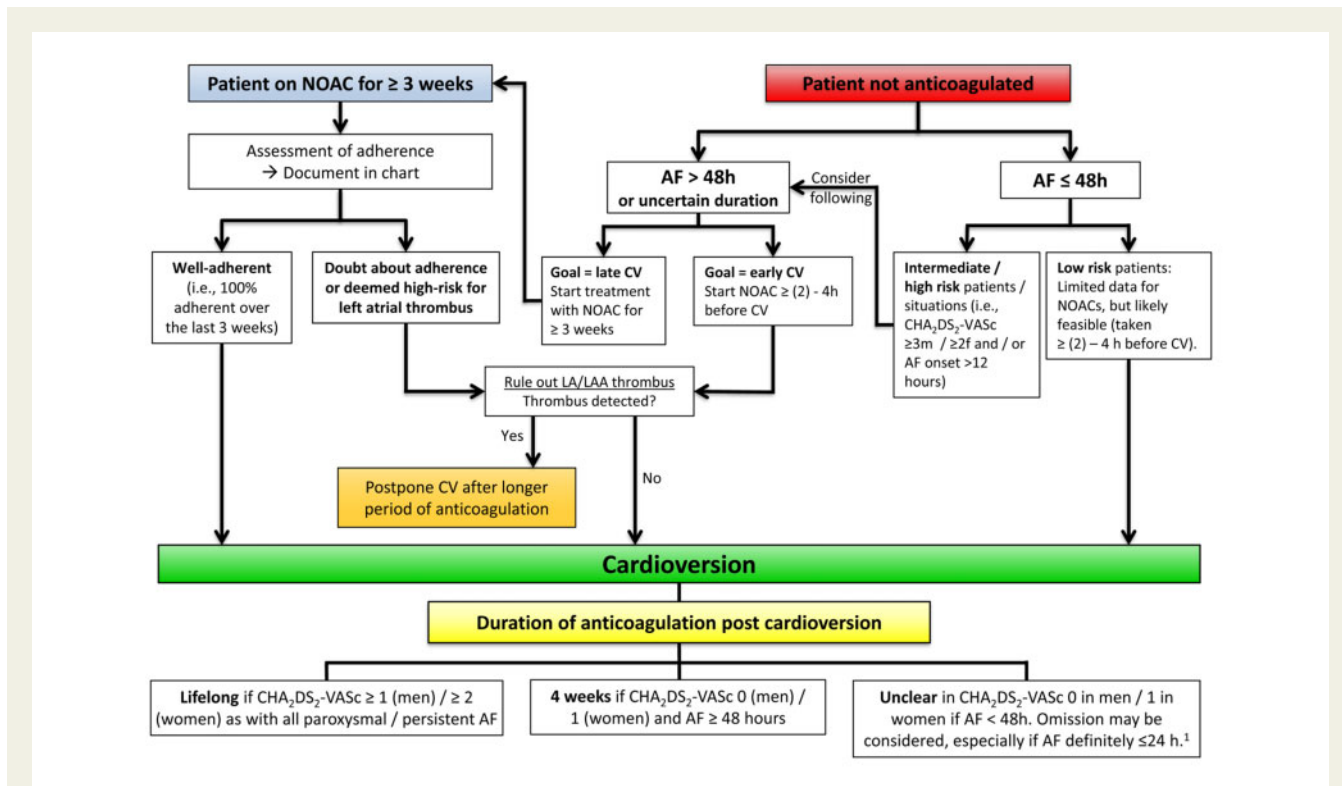 Patient on NOAC for ≥ 3 weeks
Patient not anticoagulated
Assessment of adherence
→ Document in chart
AF > 48h
or uncertain duration
Consider
following
AF ≤ 48h
Well-adherent
(i.e., 100%
adherent over
the last 3 weeks)
Doubt about adherence
or deemed high-risk for
left atrial thrombus
Goal = late CV
Start treatment
with NOAC for
≥ 3 weeks
Goal = early CV
Start NOAC ≥ (2) - 4h
before CV
Intermediate /
high risk patients /
situations (i.e.,
CHA₂DS₂-VASc
≥3m / ≥2f and / or
AF onset >12
hours)
Low risk patients:
Limited data for
NOACs, but likely
feasible (taken
≥ (2) – 4 h before CV).
Rule out LA/LAA thrombus
Thrombus detected?
Yes
No
Postpone CV after longer
period of anticoagulation
Cardioversion
Duration of anticoagulation post cardioversion
Lifelong if CHA₂DS₂-VASc ≥ 1 (men) / ≥ 2
(women) as with all paroxysmal / persistent AF
4 weeks if CHA₂DS₂-VASc 0 (men) /
1 (women) and AF ≥ 48 hours
Unclear in CHA₂DS₂-VASc 0 in men / 1 in
women if AF < 48h. Omission may be
considered, especially if AF definitely ≤24 h.¹